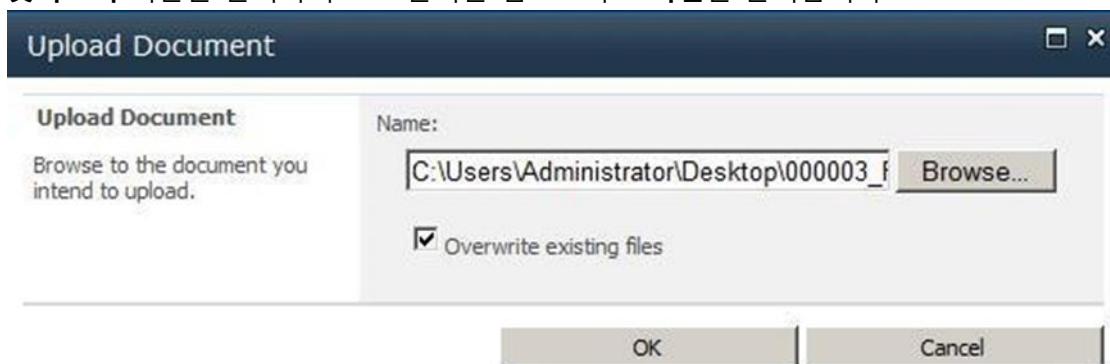 Upload Document
Upload Document
Browse to the document you
intend to upload.
Name:
C:\Users\Administrator\Desktop\000003_ Browse...
Overwrite existing files
OK Cancel